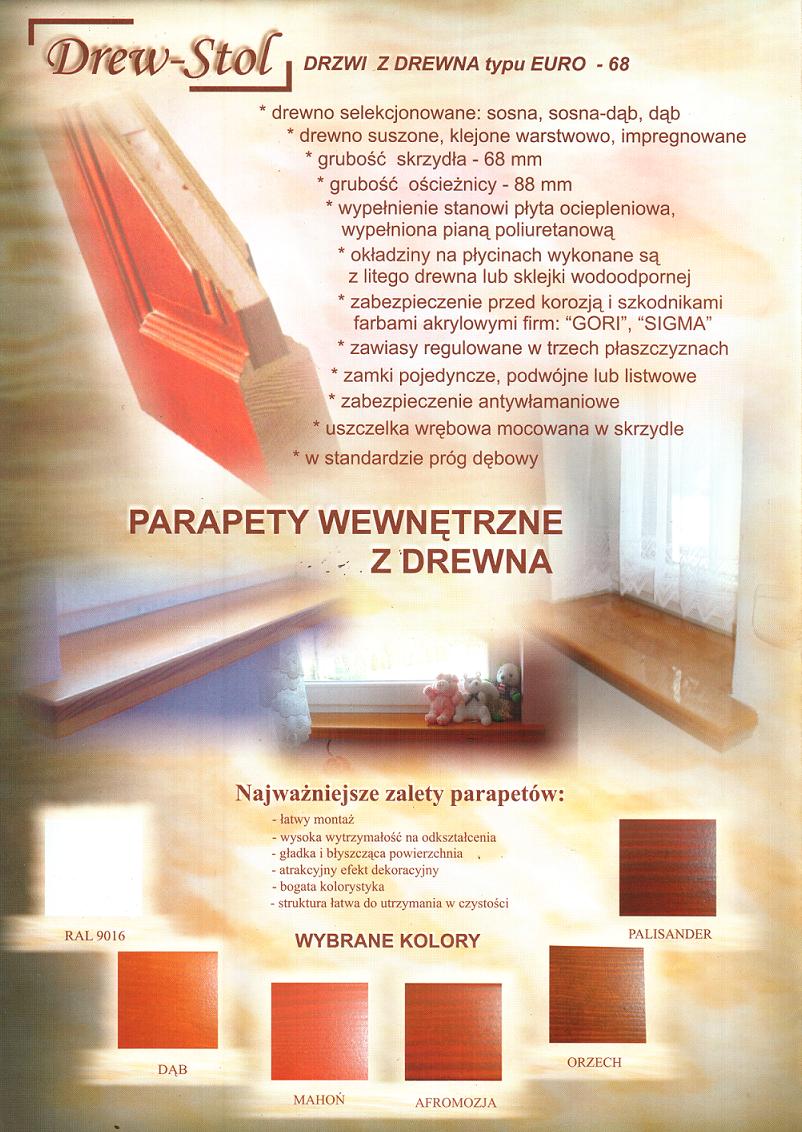 Drew-Stol
DRZWI Z DREWNA typu EURO - 68
* drewno selekcjonowane: sosna, sosna-dąb, dąb
* drewno suszone, klejone warstwowo, impregnowane
* grubość skrzydła - 68 mm
* grubość ościeżnicy - 88 mm
* wypełnienie stanowi płyta ociepleniowa,
wypełniona pianą poliuretanową
* okładziny na płycinach wykonane są
z litego drewna lub sklejki wodoodpornej
* zabezpieczenie przed korozją i szkodnikami
farbami akrylowymi firm: “GORI”, “SIGMA”
* zawiasy regulowane w trzech płaszczyznach
* zamki pojedyncze, podwójne lub listwowe
* zabezpieczenie antywłamaniowe
* uszczelka wrębowa mocowana w skrzydle
* w standardzie próg dębowy
PARAPETY WEWNĘTRZNE
Z DREWNA
Najważniejsze zalety parapetów:
- łatwy montaż
- wysoka wytrzymałość na odkształcenia
- gładka i błyszcząca powierzchnia
- atrakcyjny efekt dekoracyjny
- bogata kolorystyka
- struktura łatwa do utrzymania w czystości
RAL 9016
PALISANDER
WYBRANE KOLORY
DĄB
ORZECH
MAHOŃ
AFROMOZJA